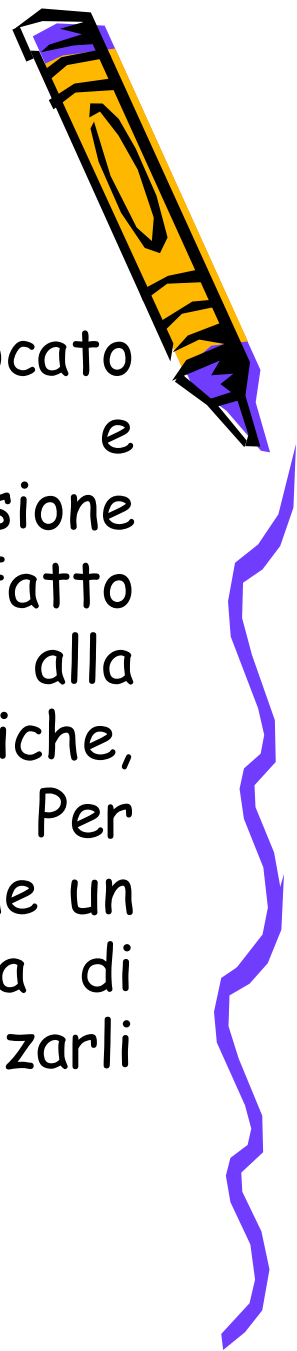 ocato
e
sione
fatto
alla
iche,
Per
e un
a di
zarli